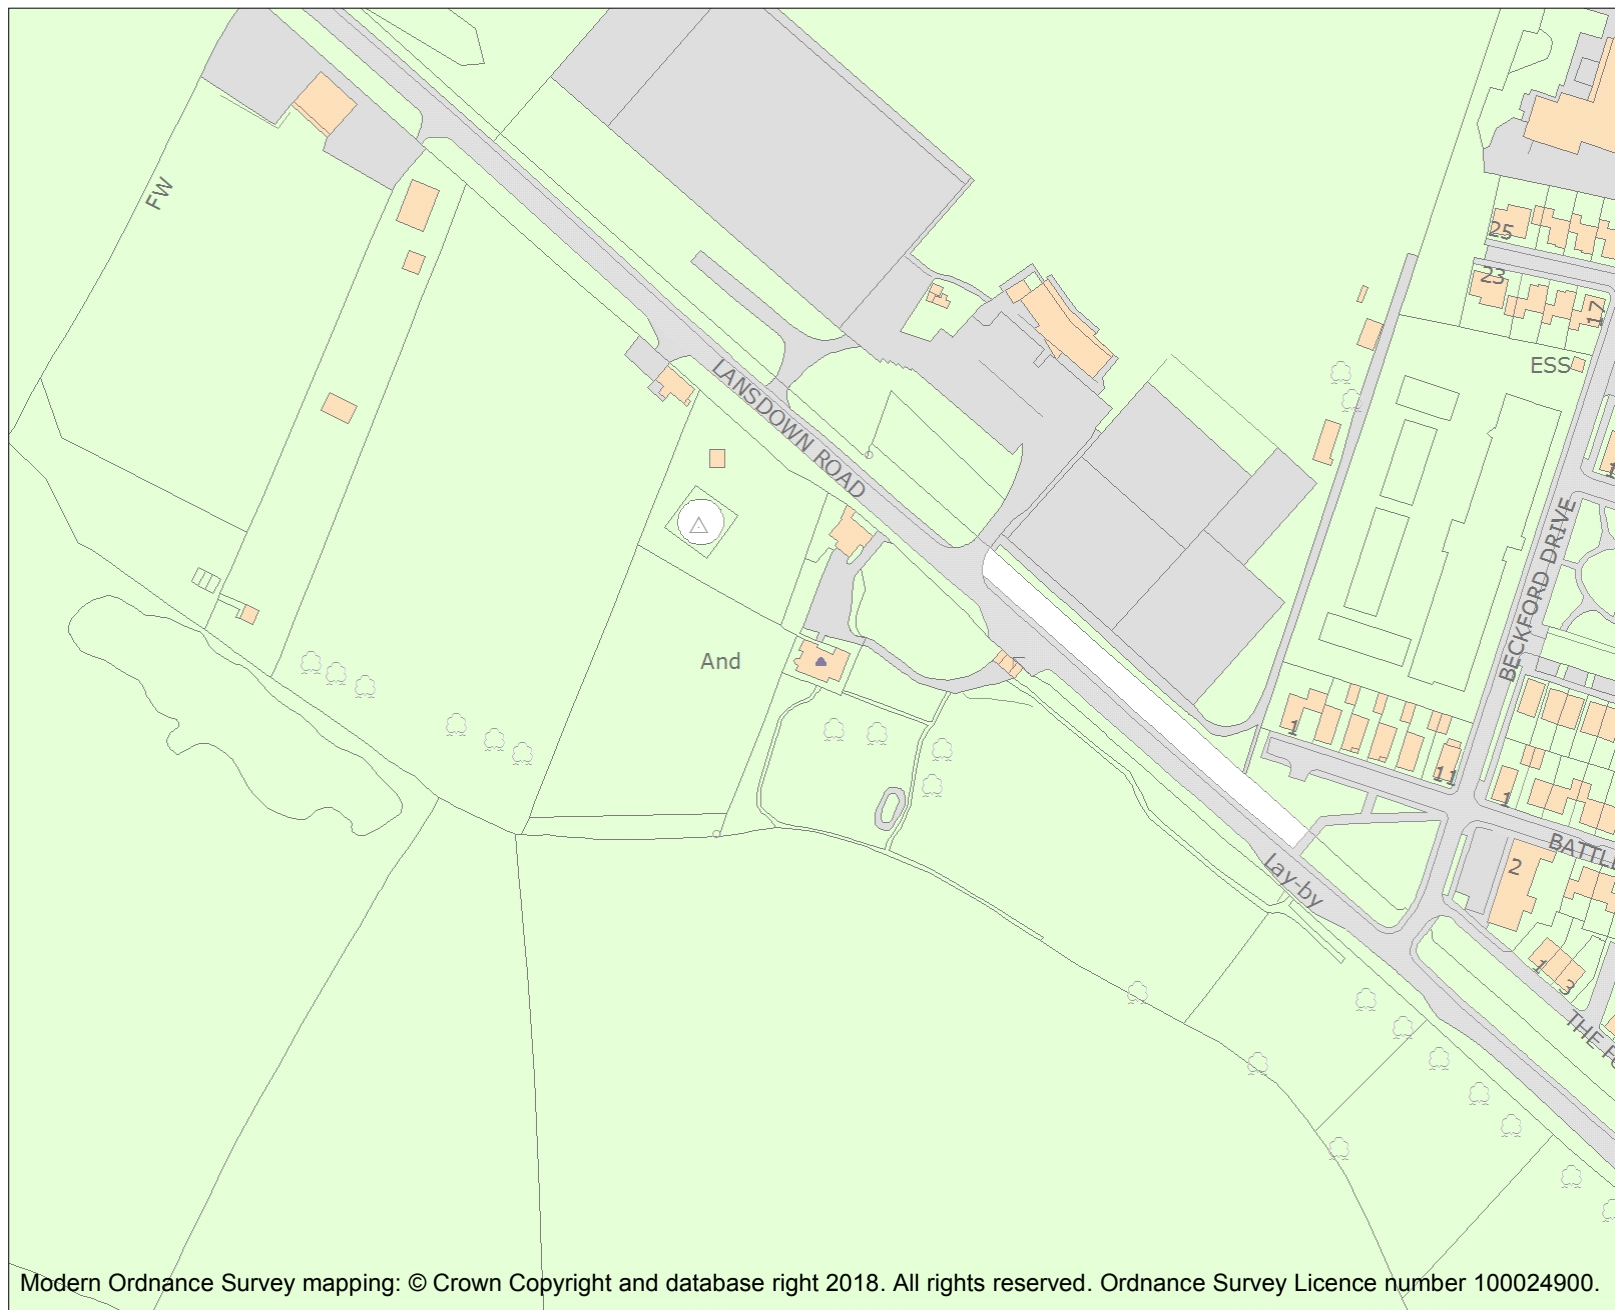 FW
25
23
17
ESS
LANSDOWN ROAD
BECKFORD DRIVE
And
1
11
1
BATTL
2
Lay-by
1
3
Modern Ordnance Survey mapping: © Crown Copyright and database right 2018. All rights reserved. Ordnance Survey Licence number 100024900.